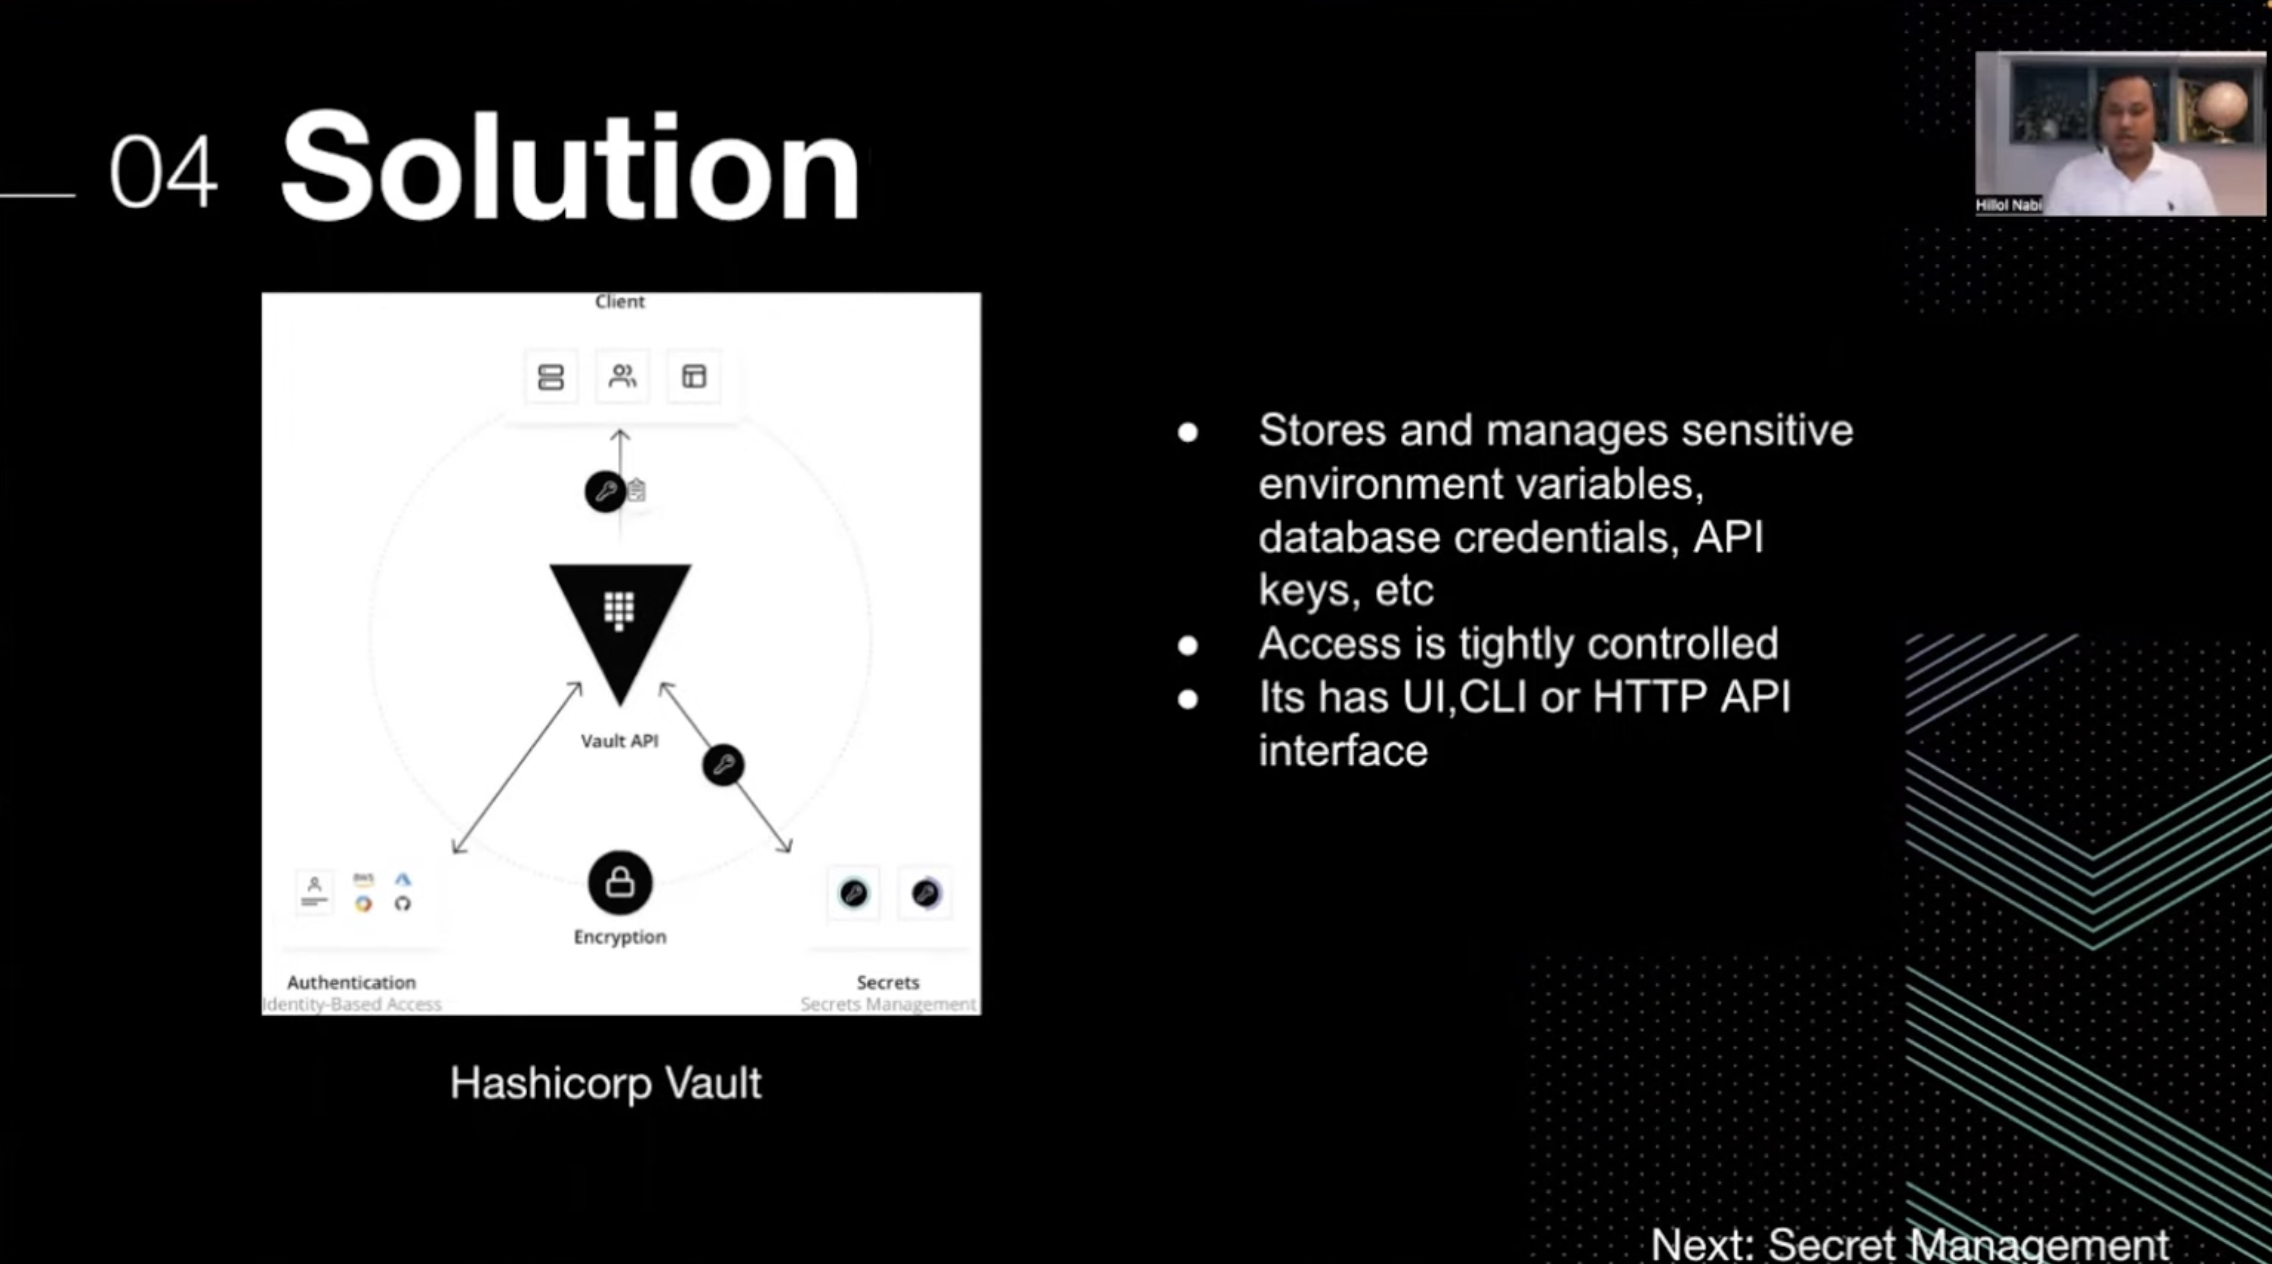 04 Solution
Hillol Nabi
Client
Vault API
Encryption
Authentication
Identity-Based Access
Secrets
Secrets Management
Hashicorp Vault
● Stores and manages sensitive
environment variables,
database credentials, API
keys, etc
● Access is tightly controlled
● Its has UI,CLI or HTTP API
interface
Next: Secret Management